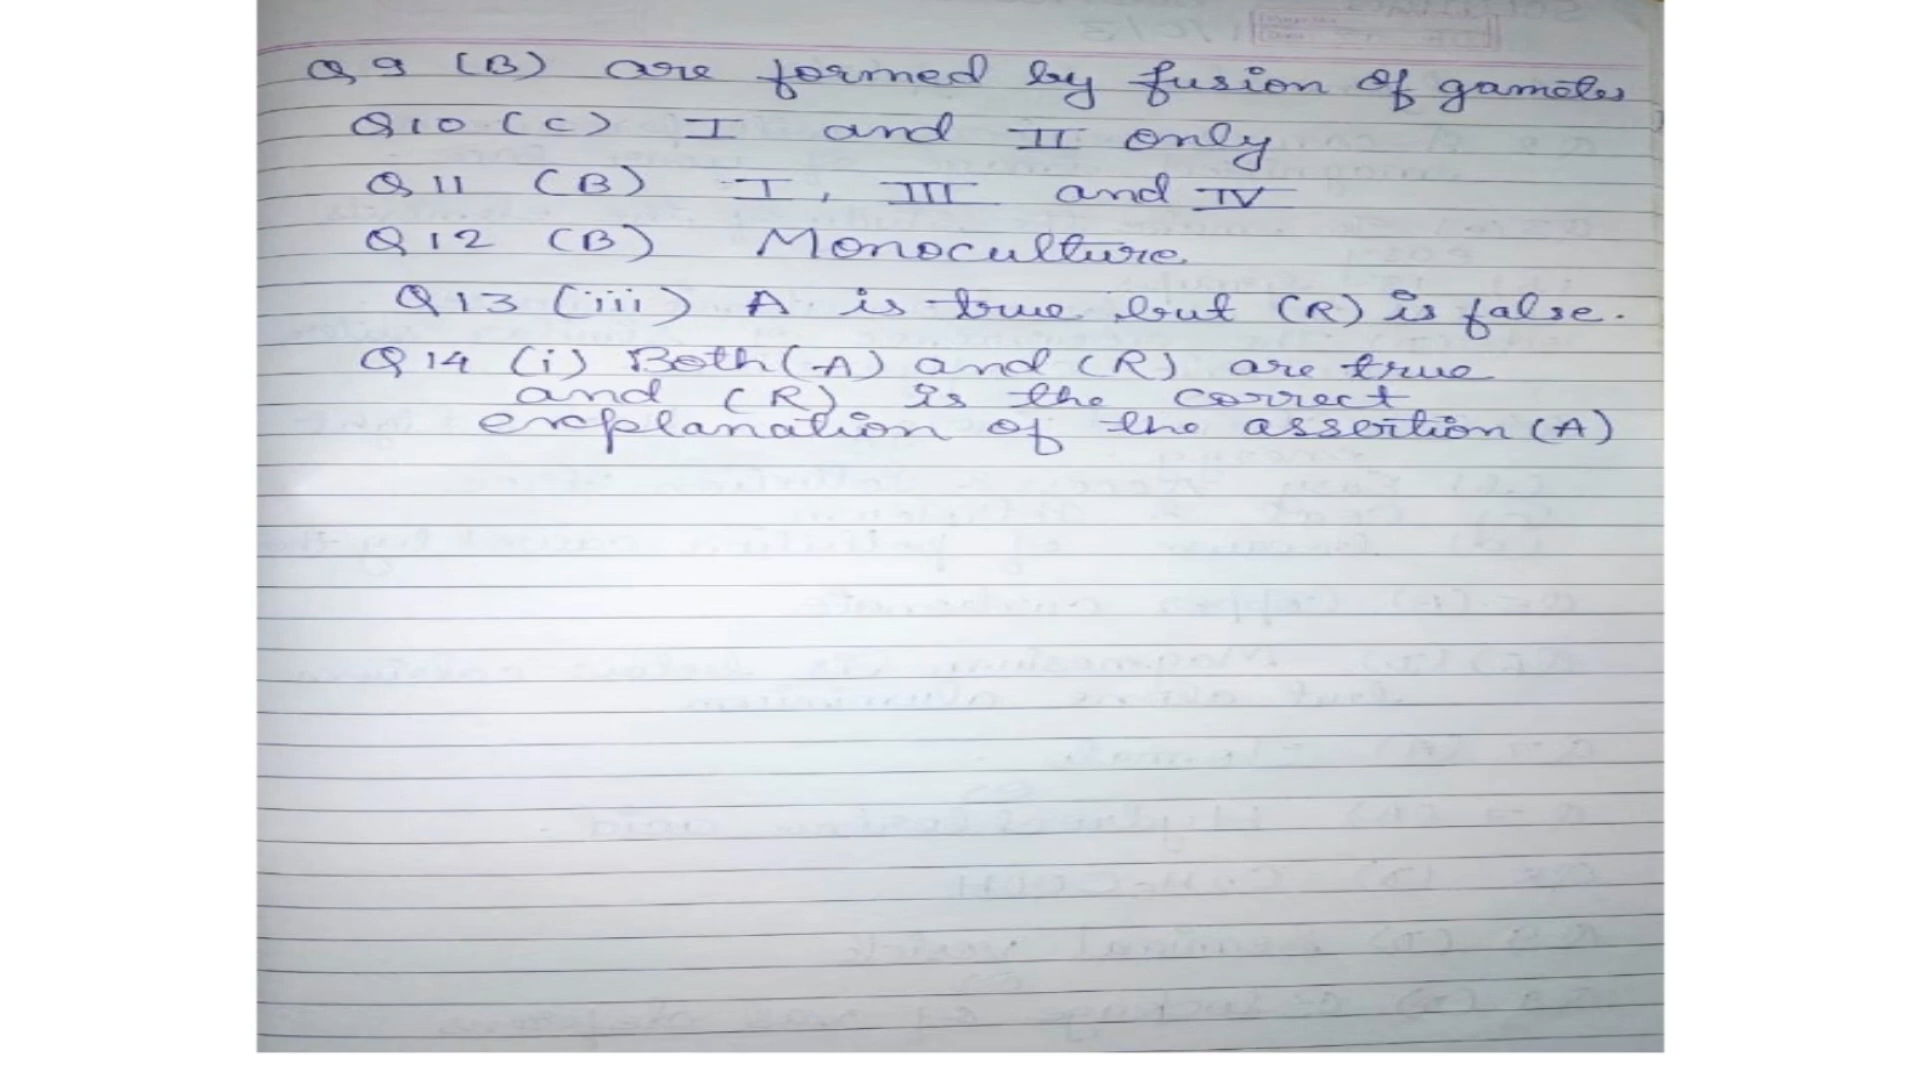 Q9 (B) are formed by fusion of gametes
Q10 (C) I and II only
Q11 (B) I, III and IV
Q12 (B) Monoculture
Q13 (iii) A is true but (R) is false.
Q14 (i) Both (A) and (R) are true
and (R) is the correct
explanation of the assertion (A)